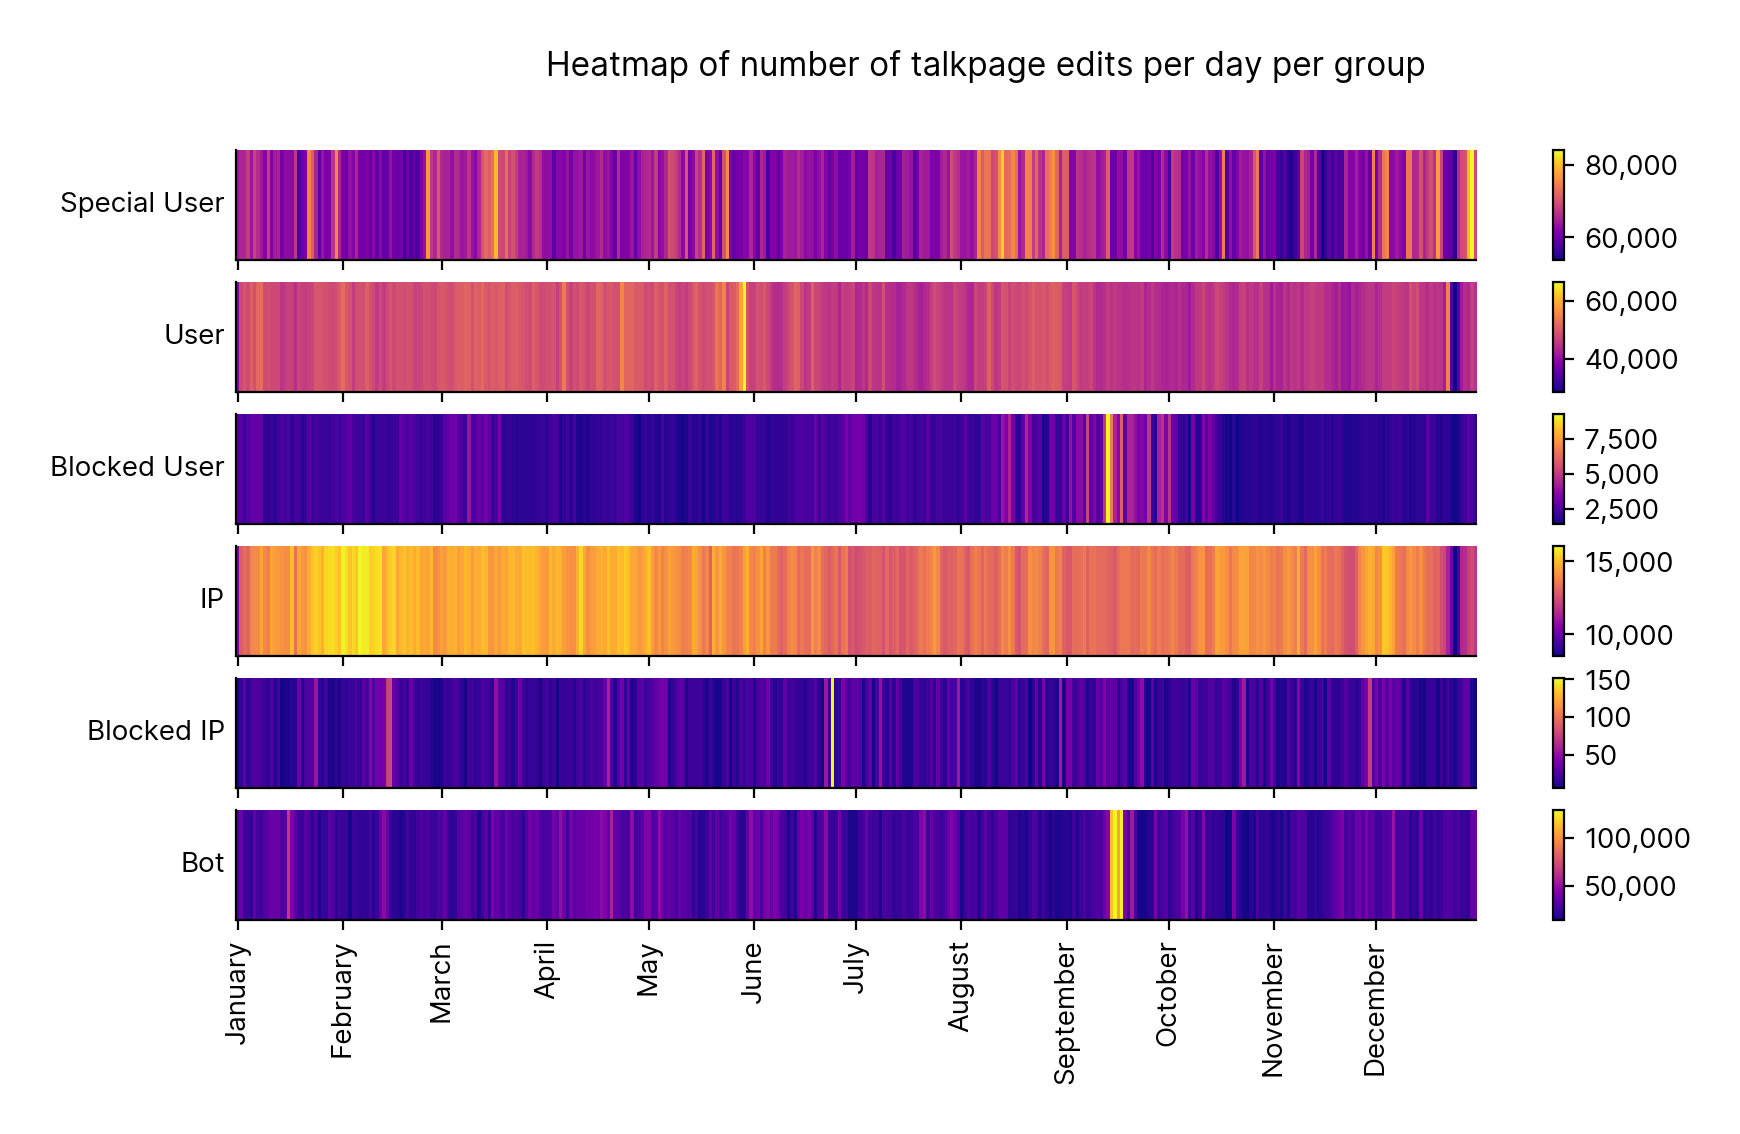 Heatmap of number of talkpage edits per day per group
Special User
80,000
60,000
User
60,000
40,000
Blocked User
7,500
5,000
2,500
IP
15,000
10,000
Blocked IP
150
100
50
Bot
100,000
50,000
January
February
March
April
May
June
July
August
September
October
November
December